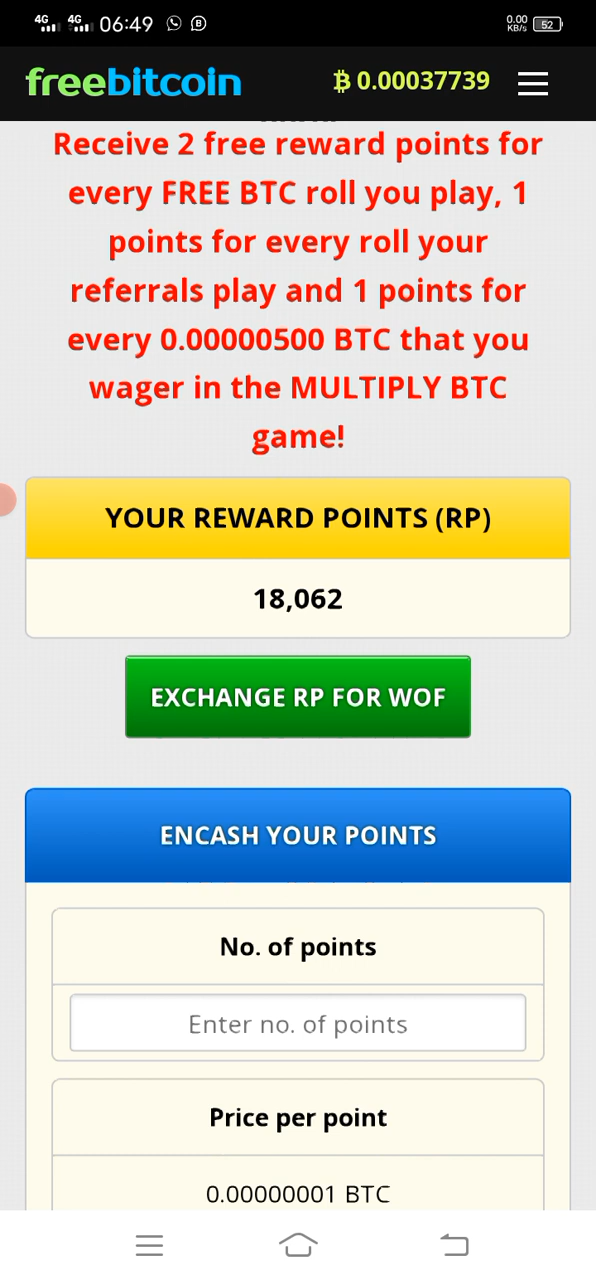 4G 4G 06:49 0.00 KB/s 52
freebitcoin ₿ 0.00037739
Receive 2 free reward points for
every FREE BTC roll you play, 1
points for every roll your
referrals play and 1 points for
every 0.00000500 BTC that you
wager in the MULTIPLY BTC
game!
YOUR REWARD POINTS (RP)
18,062
EXCHANGE RP FOR WOF
ENCASH YOUR POINTS
No. of points
Enter no. of points
Price per point
0.00000001 BTC